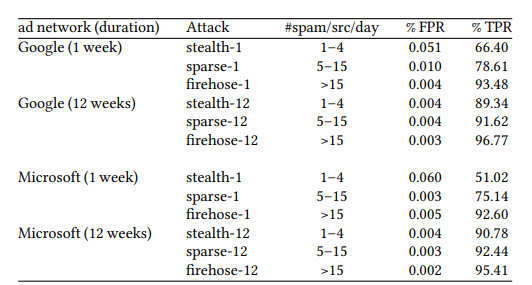 ad network (duration) Attack #spam/src/day % FPR % TPR
Google (1 week) stealth-1 1–4 0.051 66.40
sparse-1 5–15 0.010 78.61
firehose-1 >15 0.004 93.48
Google (12 weeks) stealth-12 1–4 0.004 89.34
sparse-12 5–15 0.004 91.62
firehose-12 >15 0.003 96.77
Microsoft (1 week) stealth-1 1–4 0.060 51.02
sparse-1 5–15 0.003 75.14
firehose-1 >15 0.005 92.60
Microsoft (12 weeks) stealth-12 1–4 0.004 90.78
sparse-12 5–15 0.003 92.44
firehose-12 >15 0.002 95.41